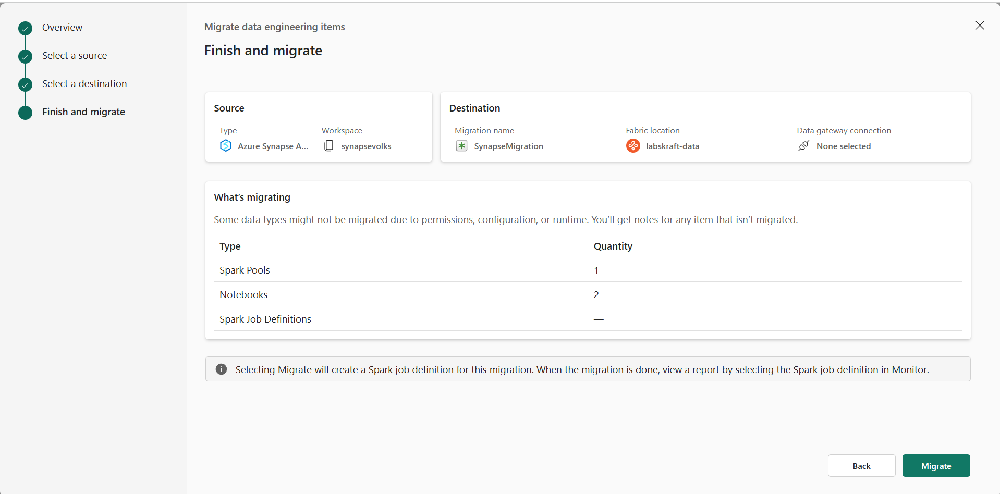 Overview
Select a source
Select a destination
Finish and migrate
Migrate data engineering items
Finish and migrate
Source
Type
Azure Synapse A...
Workspace
synapsevolks
Destination
Migration name
SynapseMigration
Fabric location
labskraft-data
Data gateway connection
None selected
What's migrating
Some data types might not be migrated due to permissions, configuration, or runtime. You'll get notes for any item that isn't migrated.
Type Quantity
Spark Pools 1
Notebooks 2
Spark Job Definitions —
Selecting Migrate will create a Spark job definition for this migration. When the migration is done, view a report by selecting the Spark job definition in Monitor.
Back
Migrate